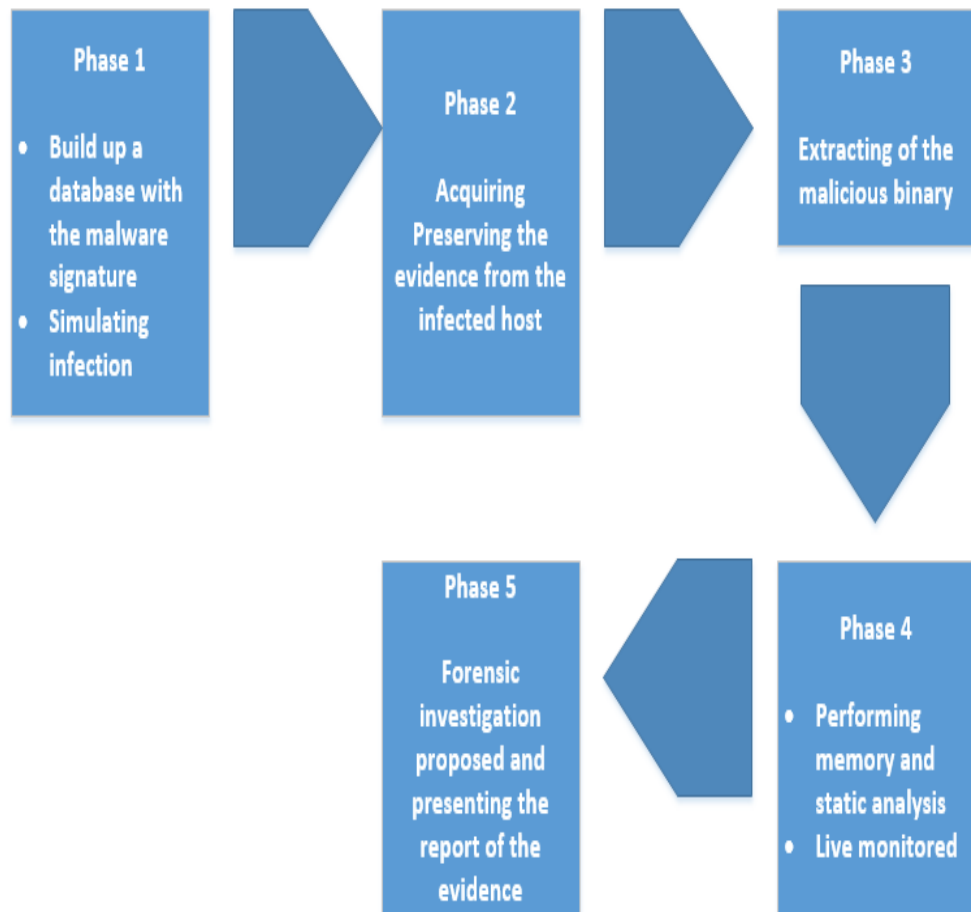 Phase 1
• Build up a
database with
the malware
signature
• Simulating
infection
Phase 2
Acquiring
Preserving the
evidence from the
infected host
Phase 3
Extracting of the
malicious binary
Phase 4
• Performing
memory and
static analysis
• Live monitored
Phase 5
Forensic
investigation
proposed and
presenting the
report of the
evidence